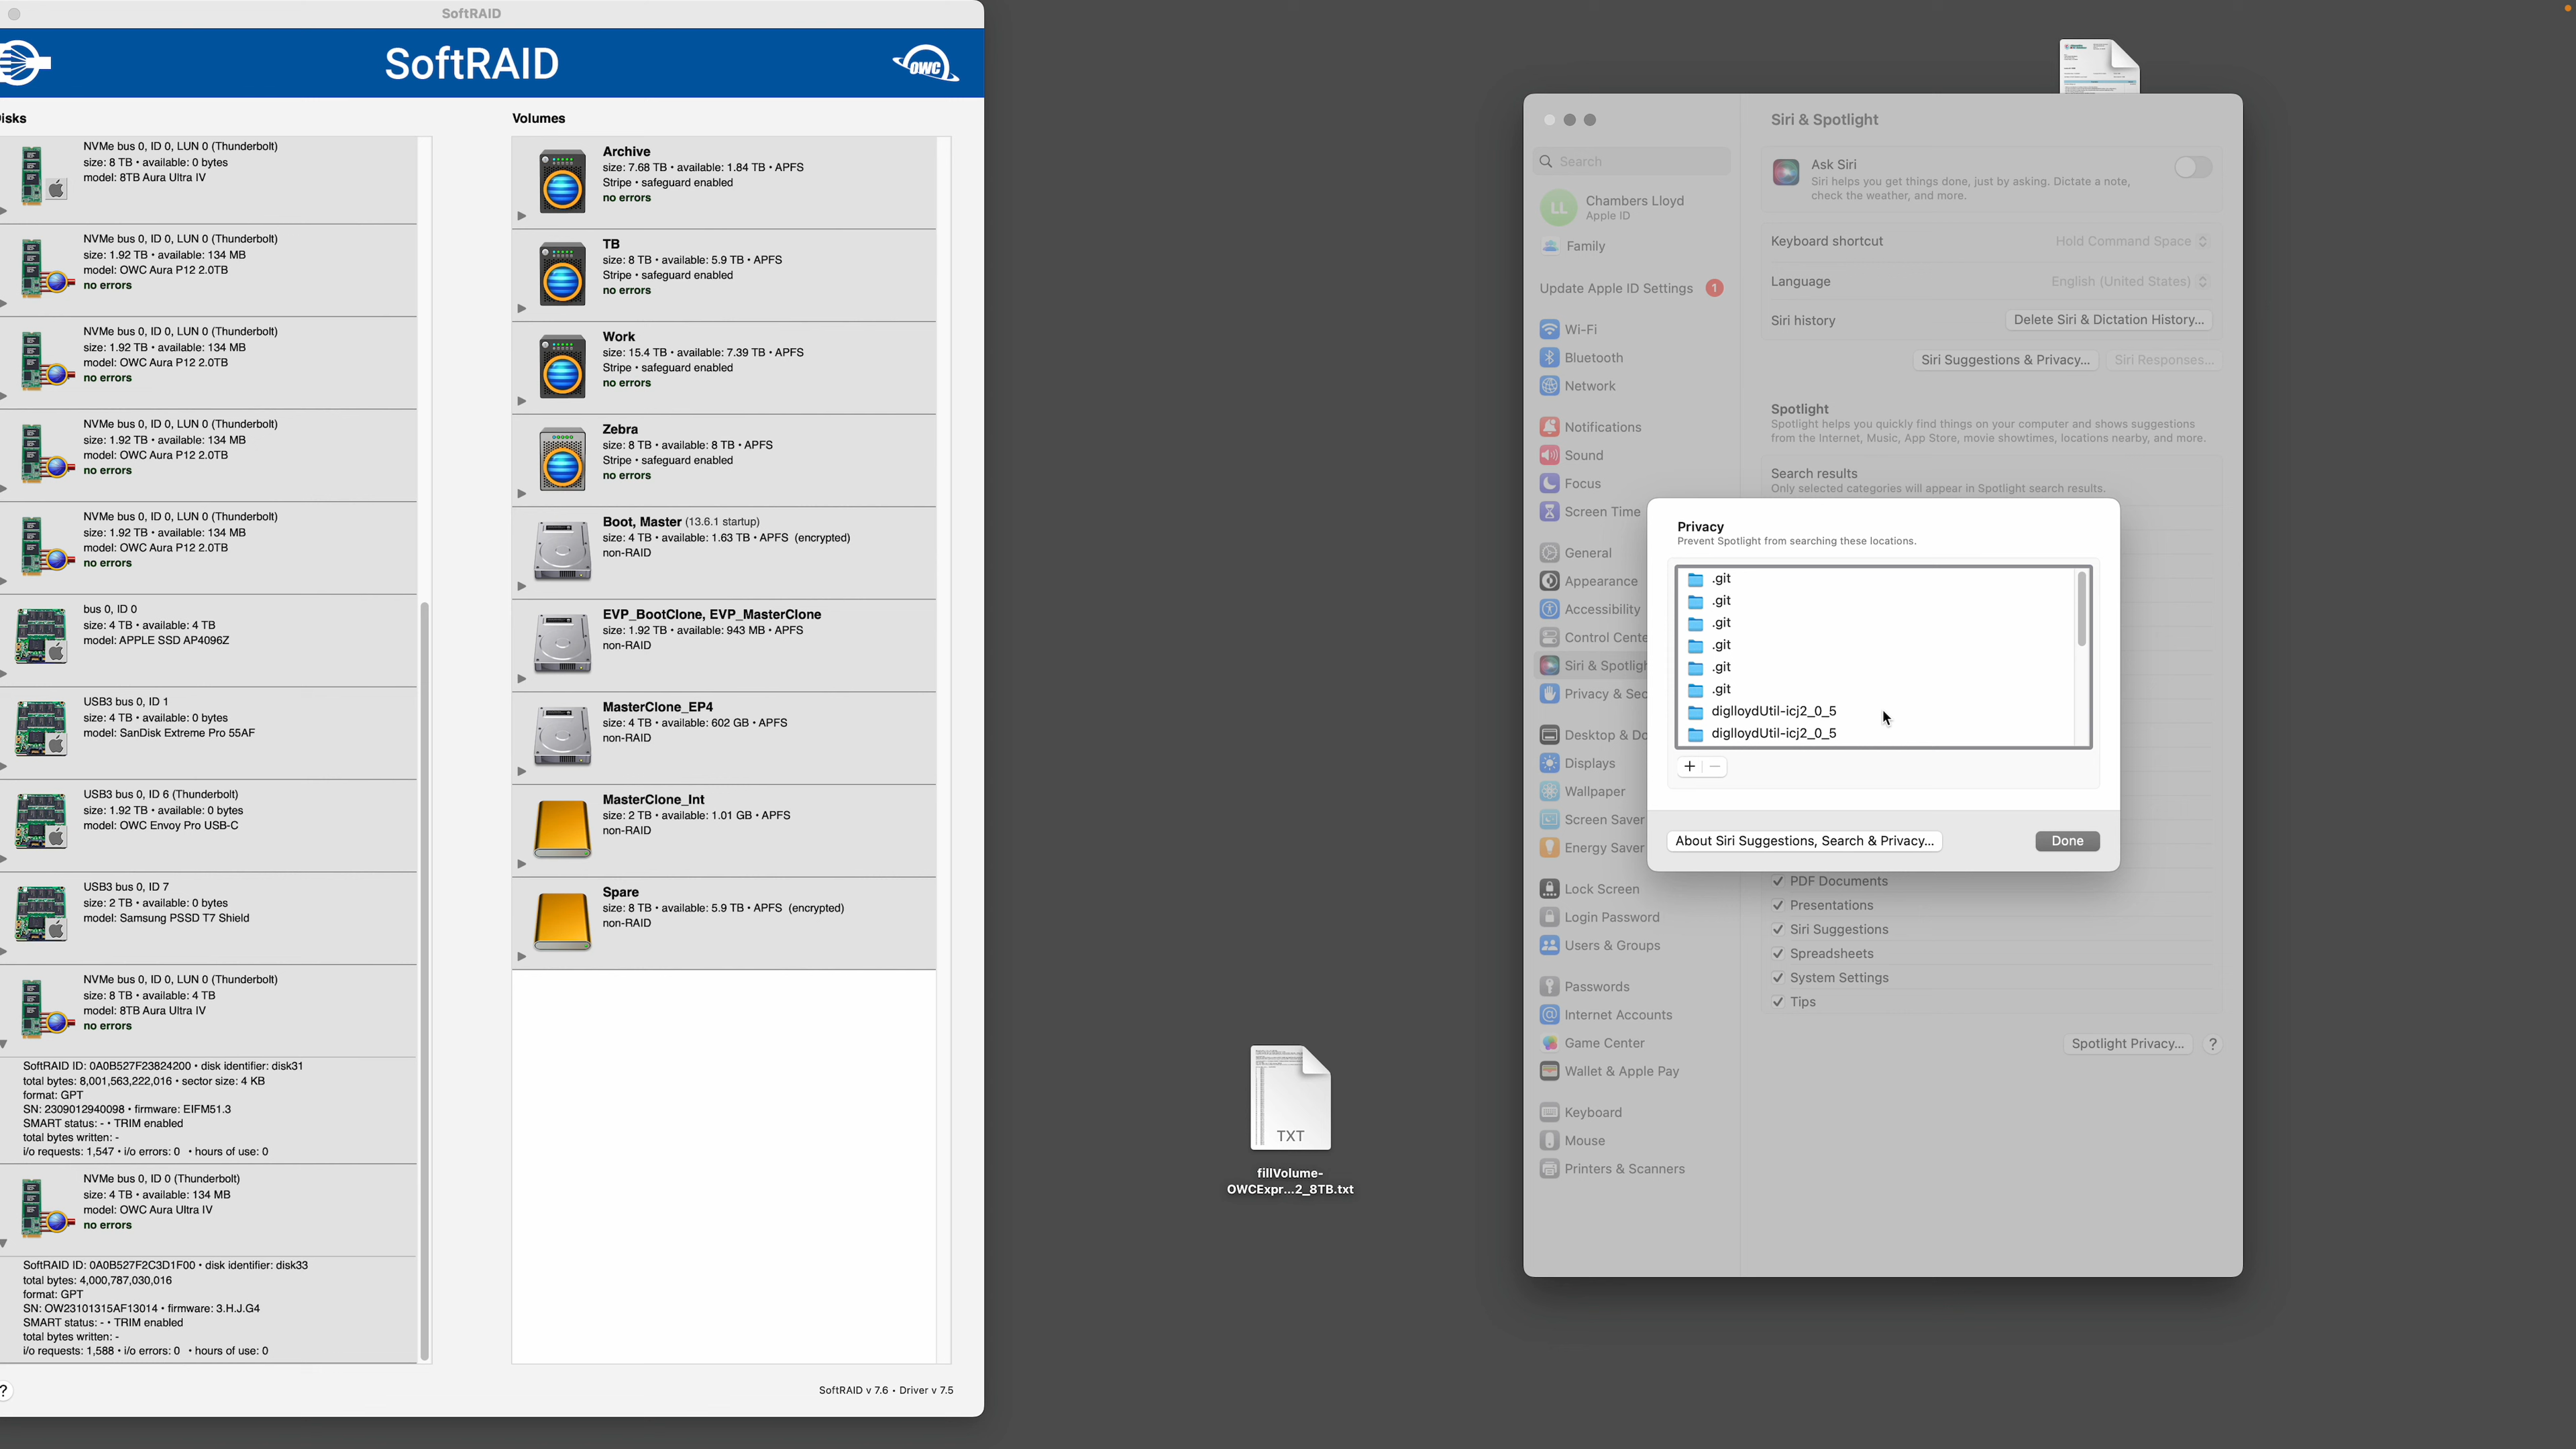 SoftRAID
SoftRAID
OWC
isks
NVMe bus 0, ID 0, LUN 0 (Thunderbolt)
size: 8 TB • available: 0 bytes
model: 8TB Aura Ultra IV
NVMe bus 0, ID 0, LUN 0 (Thunderbolt)
size: 1.92 TB • available: 134 MB
model: OWC Aura P12 2.0TB
no errors
NVMe bus 0, ID 0, LUN 0 (Thunderbolt)
size: 1.92 TB • available: 134 MB
model: OWC Aura P12 2.0TB
no errors
NVMe bus 0, ID 0, LUN 0 (Thunderbolt)
size: 1.92 TB • available: 134 MB
model: OWC Aura P12 2.0TB
no errors
NVMe bus 0, ID 0, LUN 0 (Thunderbolt)
size: 1.92 TB • available: 134 MB
model: OWC Aura P12 2.0TB
no errors
bus 0, ID 0
size: 4 TB • available: 4 TB
model: APPLE SSD AP4096Z
USB3 bus 0, ID 1
size: 4 TB • available: 0 bytes
model: SanDisk Extreme Pro 55AF
USB3 bus 0, ID 6 (Thunderbolt)
size: 1.92 TB • available: 0 bytes
model: OWC Envoy Pro USB-C
USB3 bus 0, ID 7
size: 2 TB • available: 0 bytes
model: Samsung PSSD T7 Shield
NVMe bus 0, ID 0, LUN 0 (Thunderbolt)
size: 8 TB • available: 4 TB
model: 8TB Aura Ultra IV
no errors
SoftRAID ID: 0A0B527F23824200 • disk identifier: disk31
total bytes: 8,001,563,222,016 • sector size: 4 KB
format: GPT
SN: 2309012940098 • firmware: EIFM51.3
SMART status: - • TRIM enabled
total bytes written: -
i/o requests: 1,547 • i/o errors: 0 • hours of use: 0
NVMe bus 0, ID 0 (Thunderbolt)
size: 4 TB • available: 134 MB
model: OWC Aura Ultra IV
no errors
SoftRAID ID: 0A0B527F2C3D1F00 • disk identifier: disk33
total bytes: 4,000,787,030,016
format: GPT
SN: OW23101315AF13014 • firmware: 3.H.J.G4
SMART status: - • TRIM enabled
total bytes written: -
i/o requests: 1,588 • i/o errors: 0 • hours of use: 0
?
Volumes
Archive
size: 7.68 TB • available: 1.84 TB • APFS
Stripe • safeguard enabled
no errors
TB
size: 8 TB • available: 5.9 TB • APFS
Stripe • safeguard enabled
no errors
Work
size: 15.4 TB • available: 7.39 TB • APFS
Stripe • safeguard enabled
no errors
Zebra
size: 8 TB • available: 8 TB • APFS
Stripe • safeguard enabled
no errors
Boot, Master (13.6.1 startup)
size: 4 TB • available: 1.63 TB • APFS (encrypted)
non-RAID
EVP_BootClone, EVP_MasterClone
size: 1.92 TB • available: 943 MB • APFS
non-RAID
MasterClone_EP4
size: 4 TB • available: 602 GB • APFS
non-RAID
MasterClone_Int
size: 2 TB • available: 1.01 GB • APFS
non-RAID
Spare
size: 8 TB • available: 5.9 TB • APFS (encrypted)
non-RAID
SoftRAID v 7.6 • Driver v 7.5
TXT
fillVolume-
OWCExpr...2_8TB.txt
Search
LL
Chambers Lloyd
Apple ID
Family
Update Apple ID Settings 1
Wi-Fi
Bluetooth
Network
Notifications
Sound
Focus
Screen Time
General
Appearance
Accessibility
Control Cente
Siri & Spotligh
Privacy & Sec
Desktop & Do
Displays
Wallpaper
Screen Saver
Energy Saver
Lock Screen
Login Password
Users & Groups
Passwords
Internet Accounts
Game Center
Wallet & Apple Pay
Keyboard
Mouse
Printers & Scanners
Siri & Spotlight
Ask Siri
Siri helps you get things done, just by asking. Dictate a note,
check the weather, and more.
Keyboard shortcut Hold Command Space
Language English (United States)
Siri history Delete Siri & Dictation History...
Siri Suggestions & Privacy... Siri Responses...
Spotlight
Spotlight helps you quickly find things on your computer and shows suggestions
from the Internet, Music, App Store, movie showtimes, locations nearby, and more.
Search results
Only selected categories will appear in Spotlight search results.
Privacy
Prevent Spotlight from searching these locations.
.git
.git
.git
.git
.git
.git
diglloydUtil-icj2_0_5
diglloydUtil-icj2_0_5
About Siri Suggestions, Search & Privacy... Done
PDF Documents
Presentations
Siri Suggestions
Spreadsheets
System Settings
Tips
Spotlight Privacy... ?